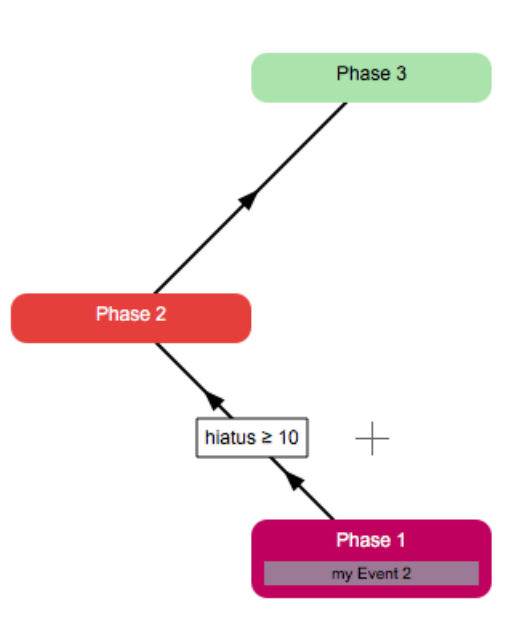 Phase 3
Phase 2
hiatus ≥ 10
Phase 1
my Event 2